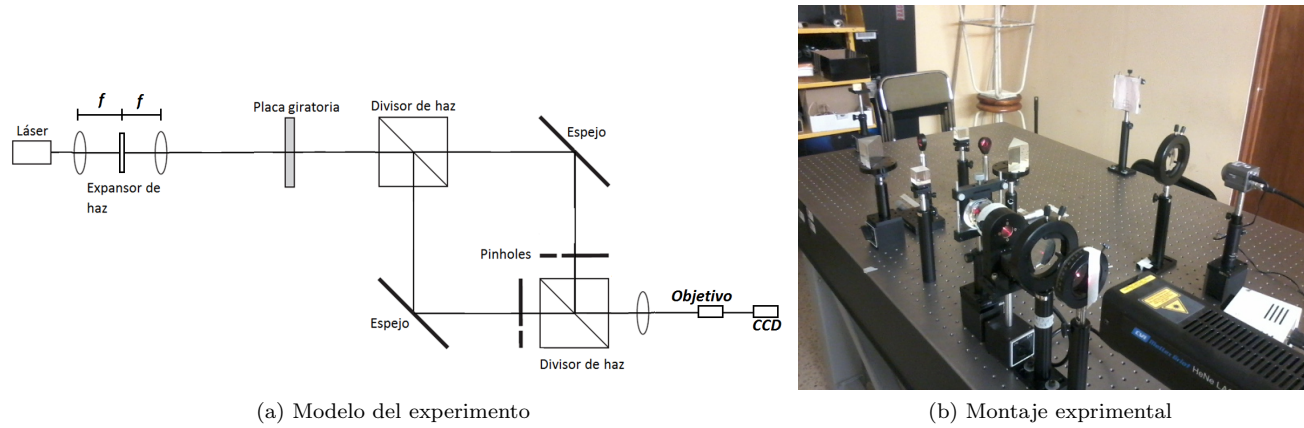 f f
Láser
Expansor de
haz
Placa giratoria
Divisor de haz
Espejo
Pinholes
Espejo
Objetivo
CCD
Divisor de haz
(a) Modelo del experimento
HeNe
(b) Montaje exprimental